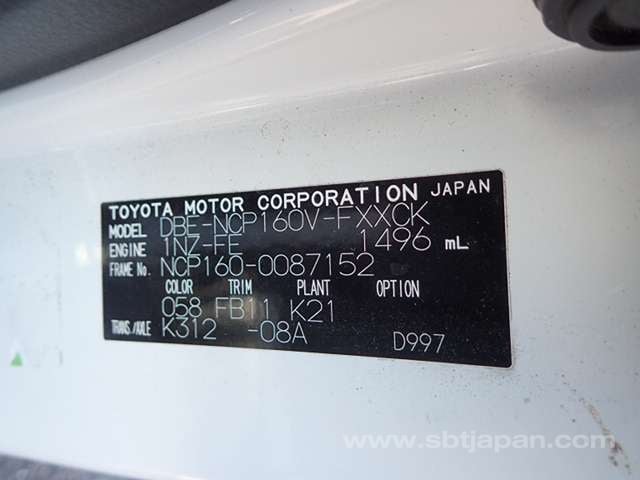 TOYOTA MOTOR CORPORATION JAPAN
MODEL DBE-NCP160V-FXXCK
ENGINE 1NZ-FE 1496 mL
FRAME No. NCP160-0087152
COLOR TRIM PLANT OPTION
058 FB11 K21
TRANS/AXLE K312 -08A D997
www.sbtjapan.com